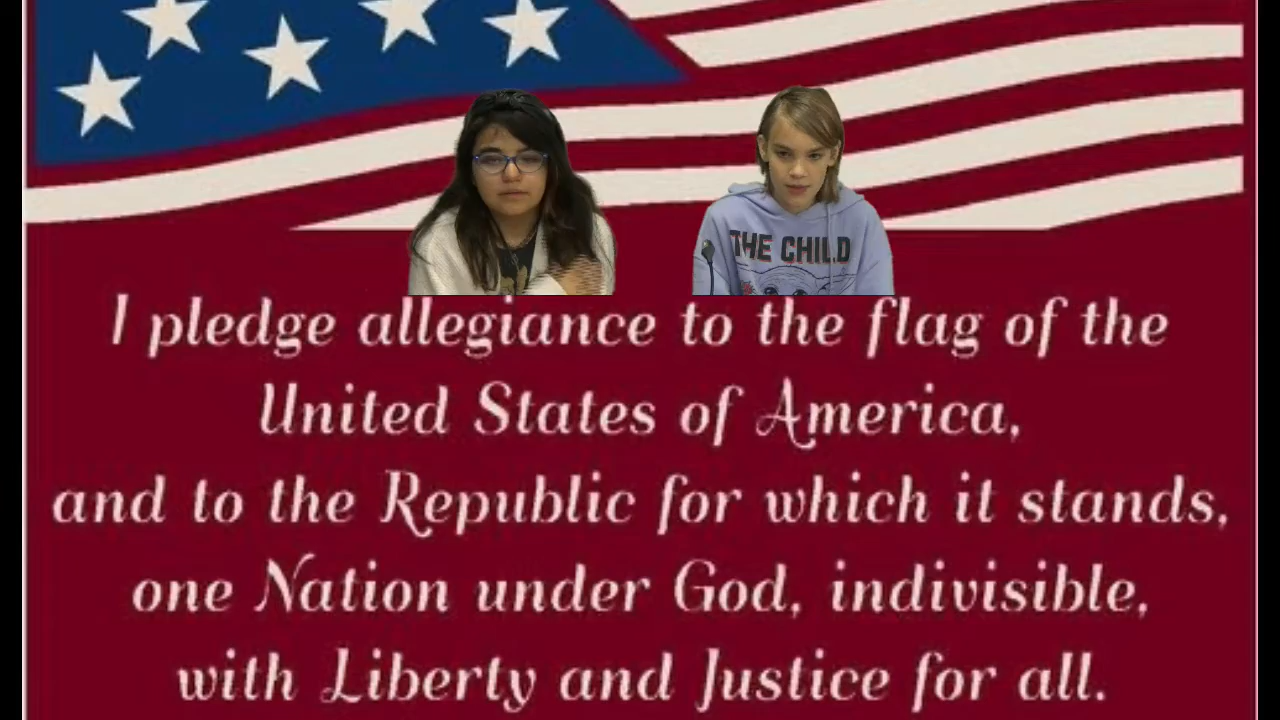 THE CHILD
I pledge allegiance to the flag of the
United States of America,
and to the Republic for which it stands,
one Nation under God, indivisible,
with Liberty and Justice for all.